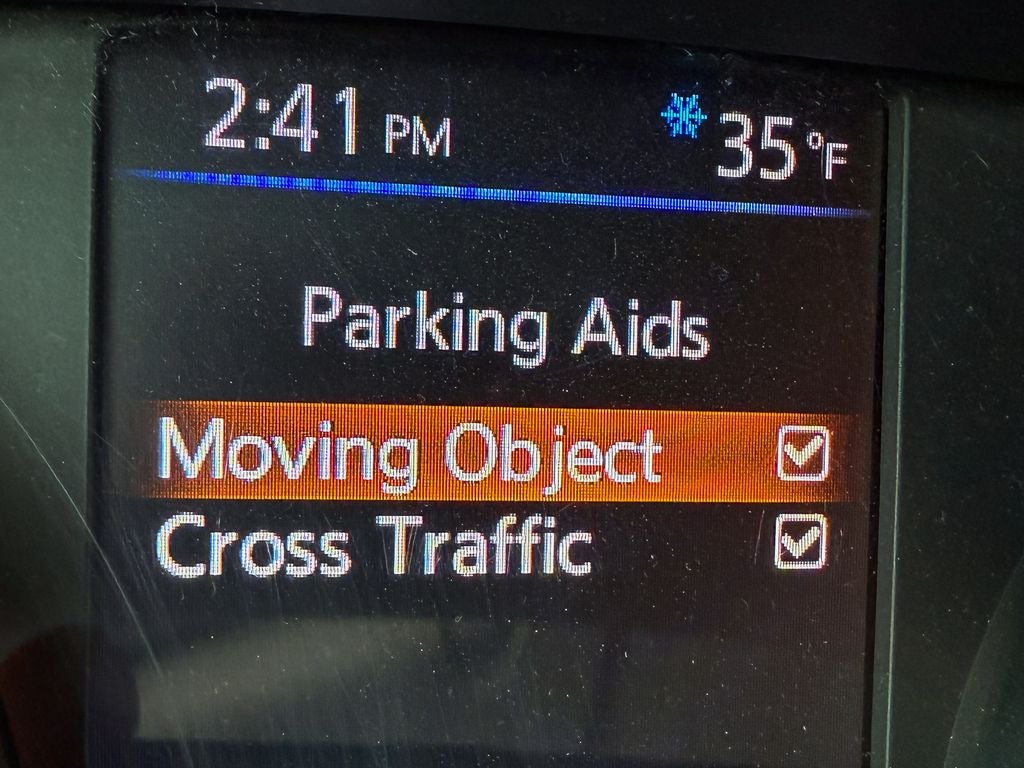 2:41 PM 35°F
Parking Aids
Moving Object
Cross Traffic